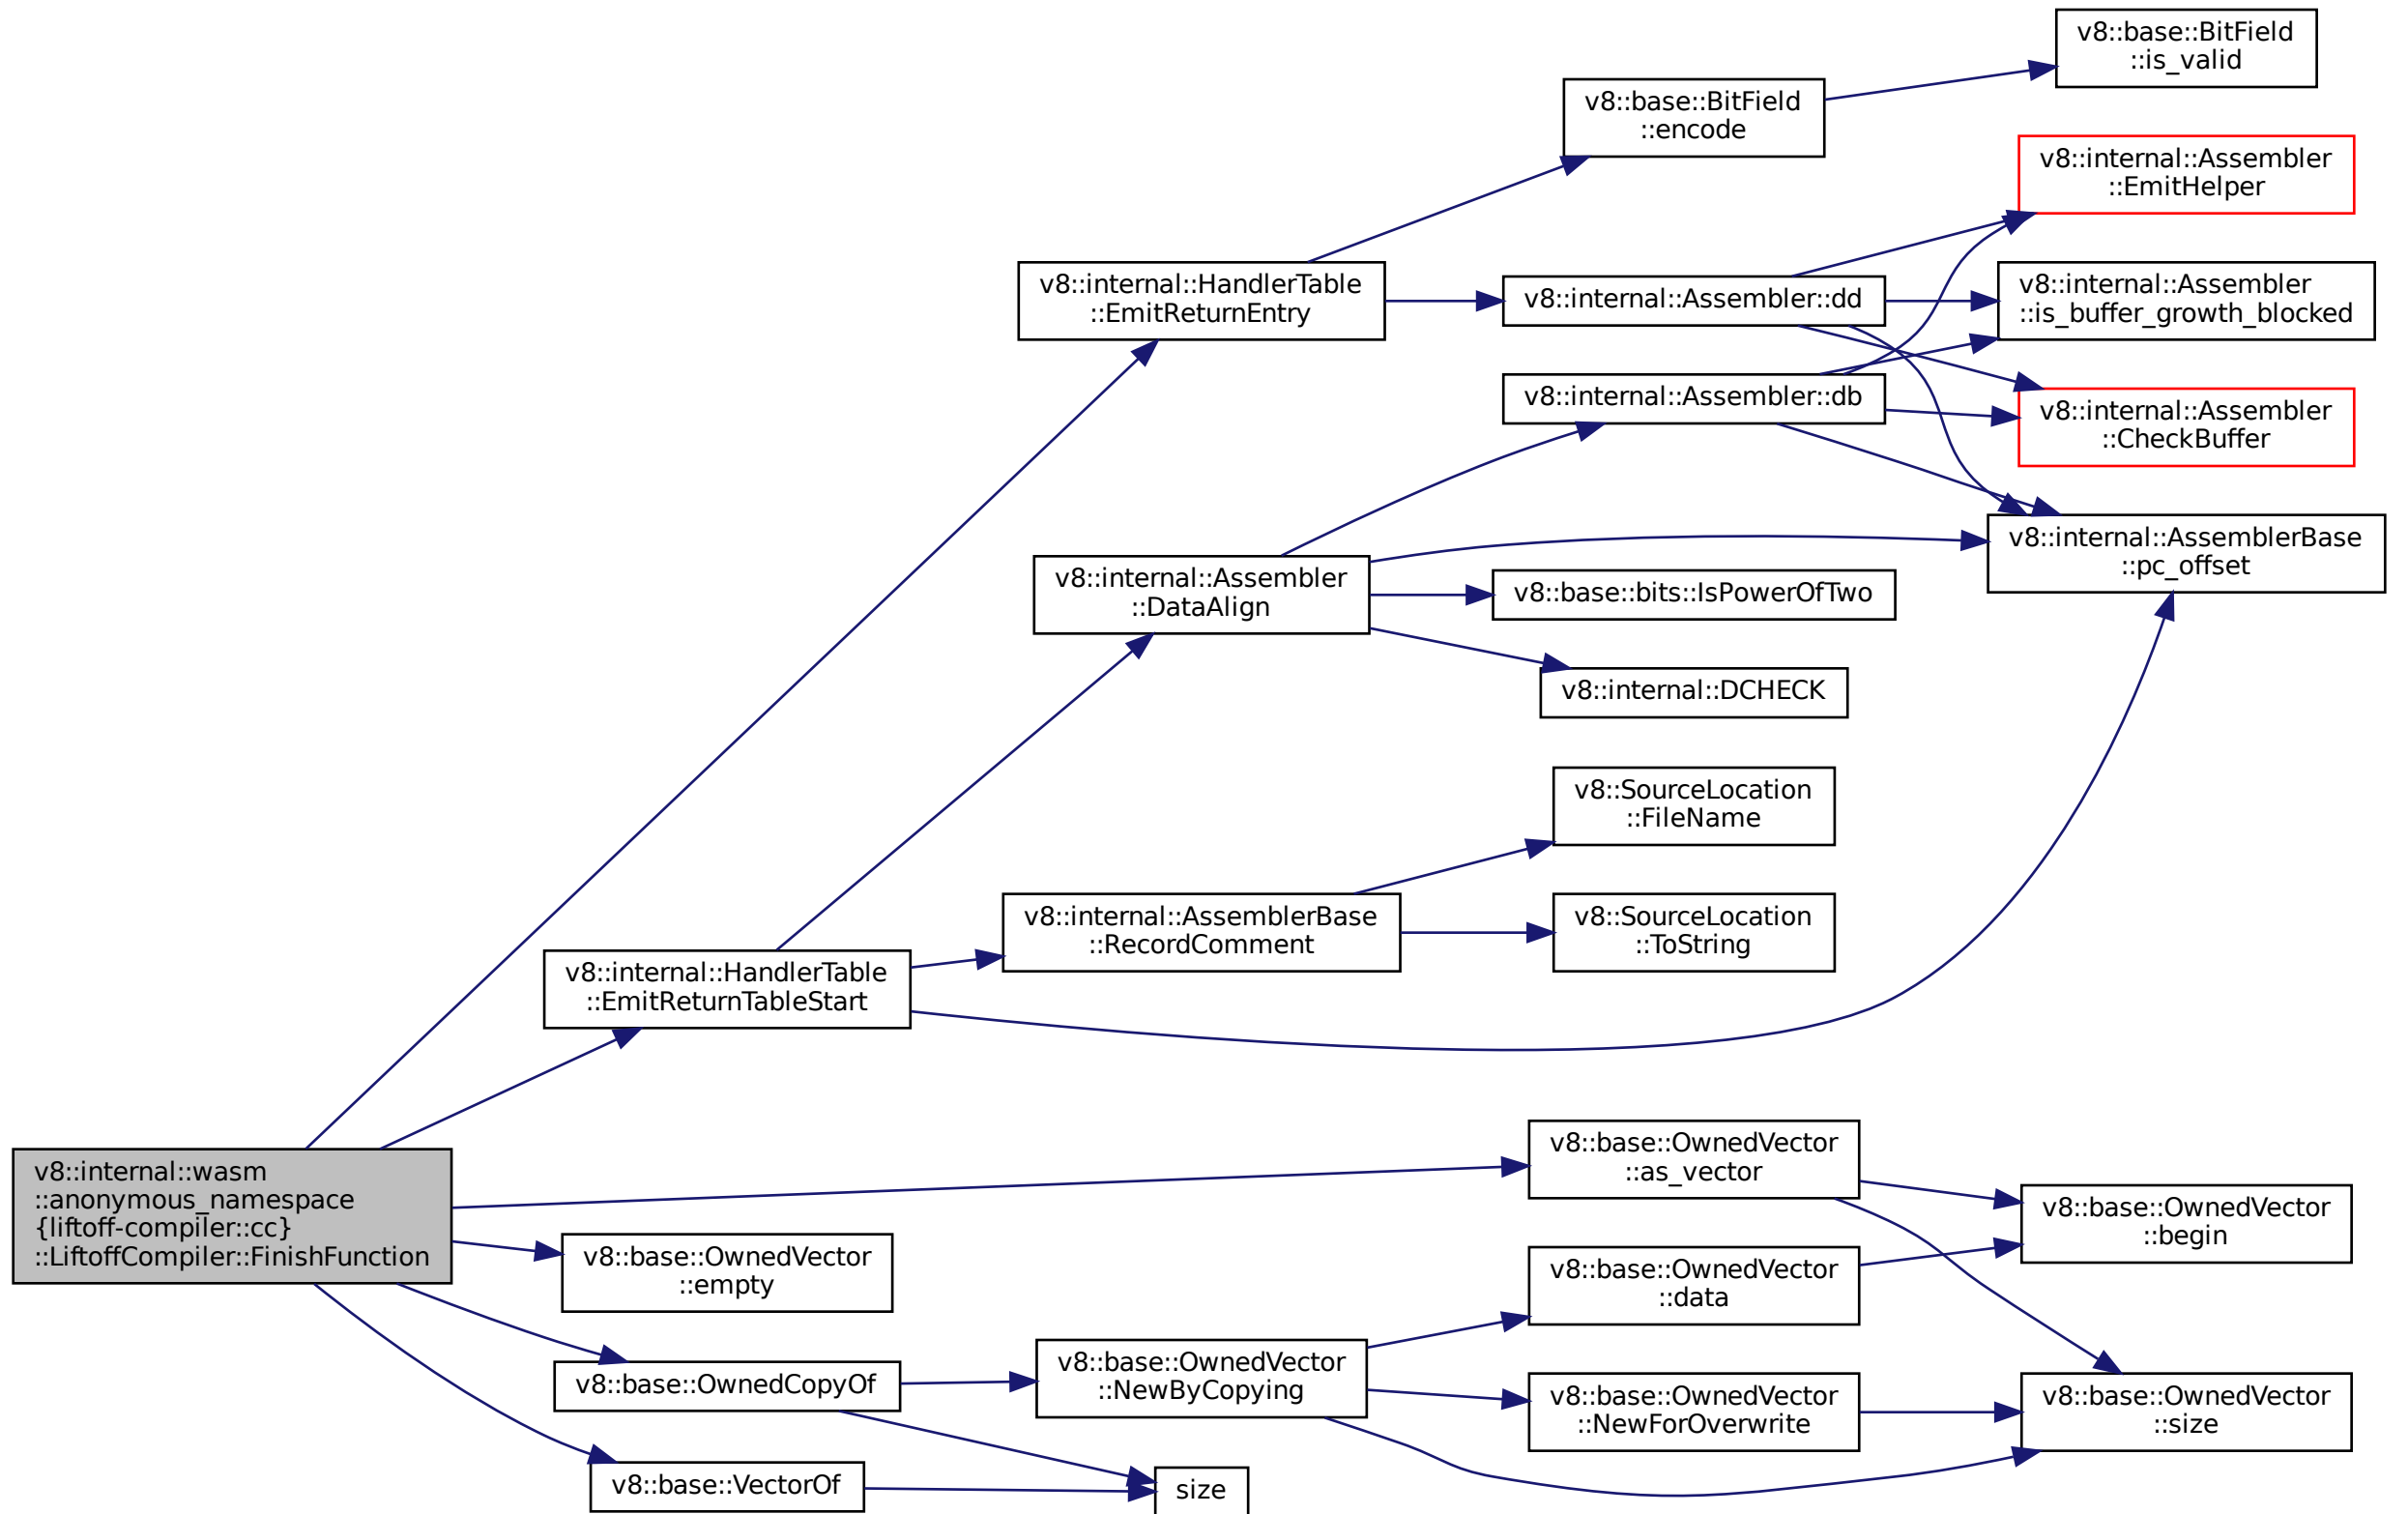 v8::base::BitField
::is_valid
v8::base::BitField
::encode
v8::internal::Assembler
::EmitHelper
v8::internal::HandlerTable
::EmitReturnEntry
v8::internal::Assembler::dd
v8::internal::Assembler
::is_buffer_growth_blocked
v8::internal::Assembler::db
v8::internal::Assembler
::CheckBuffer
v8::internal::AssemblerBase
::pc_offset
v8::internal::Assembler
::DataAlign
v8::base::bits::IsPowerOfTwo
v8::internal::DCHECK
v8::SourceLocation
::FileName
v8::internal::AssemblerBase
::RecordComment
v8::SourceLocation
::ToString
v8::internal::HandlerTable
::EmitReturnTableStart
v8::internal::wasm
::anonymous_namespace
{liftoff-compiler::cc}
::LiftoffCompiler::FinishFunction
v8::base::OwnedVector
::as_vector
v8::base::OwnedVector
::begin
v8::base::OwnedVector
::empty
v8::base::OwnedVector
::data
v8::base::OwnedCopyOf
v8::base::OwnedVector
::NewByCopying
v8::base::OwnedVector
::NewForOverwrite
v8::base::OwnedVector
::size
v8::base::VectorOf
size